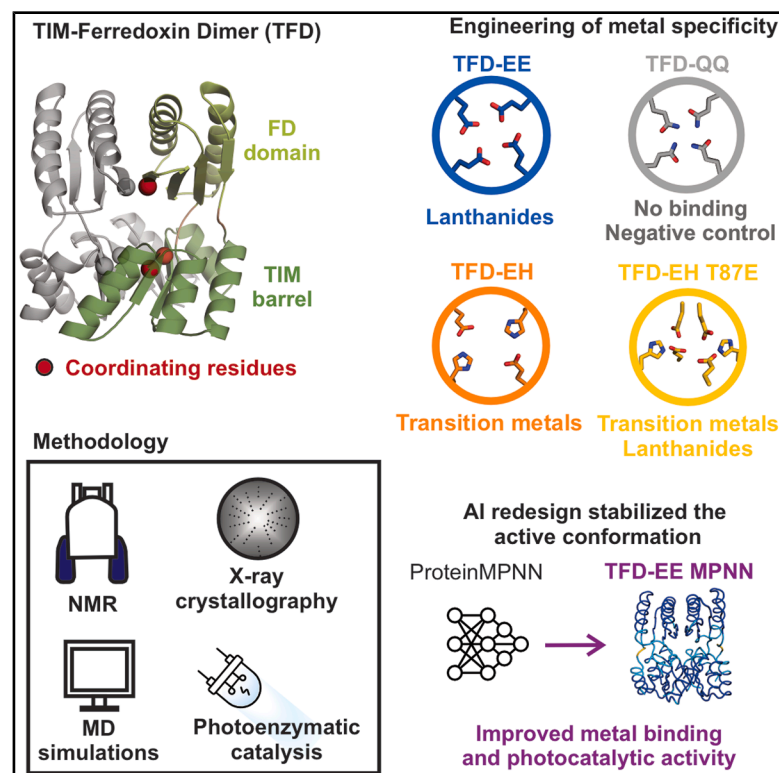 TIM-Ferredoxin Dimer (TFD)
FD
domain
TIM
barrel
Coordinating residues
Engineering of metal specificity
TFD-EE
Lanthanides
TFD-QQ
No binding
Negative control
TFD-EH
Transition metals
TFD-EH T87E
Transition metals
Lanthanides
Methodology
NMR
X-ray
crystallography
MD
simulations
Photoenzymatic
catalysis
AI redesign stabilized the
active conformation
ProteinMPNN
TFD-EE MPNN
Improved metal binding
and photocatalytic activity